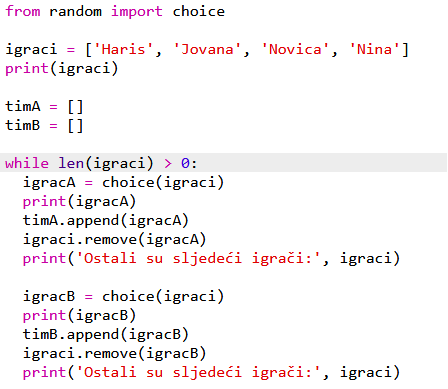 from random import choice
igraci = ['Haris', 'Jovana', 'Novica', 'Nina']
print(igraci)
timA = []
timB = []
while len(igraci) > 0:
  igracA = choice(igraci)
  print(igracA)
  timA.append(igracA)
  igraci.remove(igracA)
  print('Ostali su sljedeći igrači:', igraci)
  igracB = choice(igraci)
  print(igracB)
  timB.append(igracB)
  igraci.remove(igracB)
  print('Ostali su sljedeći igrači:', igraci)